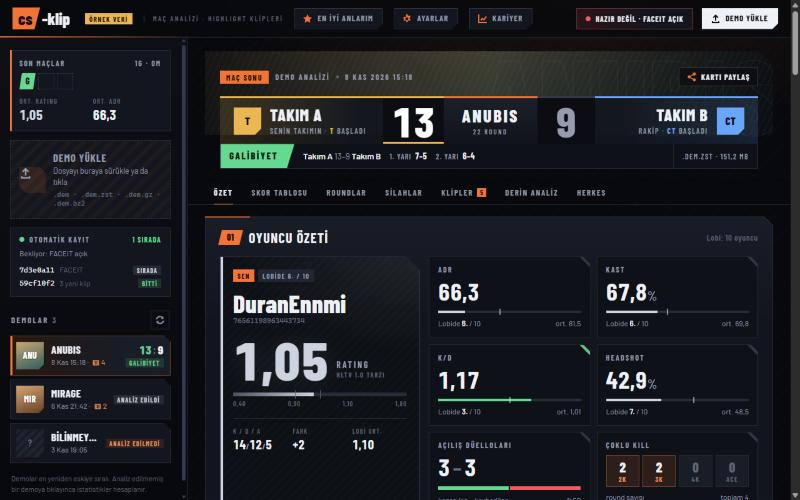 cs -klip ÖRNEK VERİ MAÇ ANALİZİ · HIGHLIGHT KLİPLERİ EN İYİ ANLARIM AYARLAR KARİYER HAZIR DEĞİL · FACEIT AÇIK DEMO YÜKLE
SON MAÇLAR 1G · 0M
G
ORT. RATING ORT. ADR
1,05 66,3
DEMO YÜKLE
Dosyayı buraya sürükle ya da tıkla
.dem · .dem.zst · .dem.gz · .dem.bz2
OTOMATİK KAYIT 1 SIRADA
Bekliyor: FACEIT açık
7d3e0a11 FACEIT SIRADA
59cf10f2 3 yeni klip BİTTİ
DEMOLAR 3
ANU ANUBIS 13:9
8 Kas 15:18 · 4 GALİBİYET
MIR MIRAGE
6 Kas 21:42 · 2 ANALİZ EDİLDİ
? BİLİNMEY...
3 Kas 19:05 ANALİZ EDİLMEDİ
Demolar en yeniden eskiye sıralı. Analiz edilmemiş bir demoya tıklayınca istatistikler hesaplanır.
MAÇ SONU DEMO ANALİZİ • 8 KAS 2026 15:18 KARTI PAYLAŞ
T TAKIM A 13 ANUBIS 9 TAKIM B CT
SENİN TAKIMIN · T BAŞLADI 22 ROUND RAKİP · CT BAŞLADI
GALİBİYET Takım A 13–9 Takım B 1. YARI 7-5 2. YARI 6-4 .DEM.ZST · 151,2 MB
ÖZET SKOR TABLOSU ROUNDLAR SİLAHLAR KLİPLER 5 DERİN ANALİZ HERKES
01 OYUNCU ÖZETİ Lobi: 10 oyuncu
SEN LOBİDE 6. / 10
DuranEnnmi
76561198963443734
1,05 RATING
HLTV 1.0 TARZI
0,40 0,90 1,10 1,80
K / D / A FARK LOBİ ORT.
14/12/5 +2 1,10
ADR
66,3
Lobide 6. / 10 ort. 81,5
KAST
67,8%
Lobide 6. / 10 ort. 69,8
K/D
1,17
Lobide 3. / 10 ort. 1,01
HEADSHOT
42,9%
Lobide 7. / 10 ort. 48,5
AÇILIŞ DÜELLOLARI
3–3
ÇOKLU KILL
2 2 0 0
2K 3K 4K ACE
round sayısı toplam 4